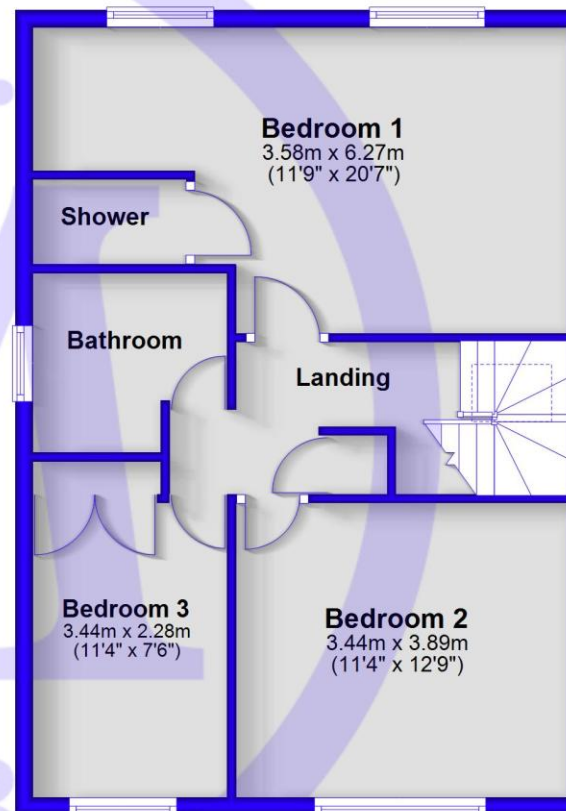 Bedroom 1
3.58m x 6.27m
(11'9" x 20'7")
Shower
Bathroom
Landing
Bedroom 3
3.44m x 2.28m
(11'4" x 7'6")
Bedroom 2
3.44m x 3.89m
(11'4" x 12'9")